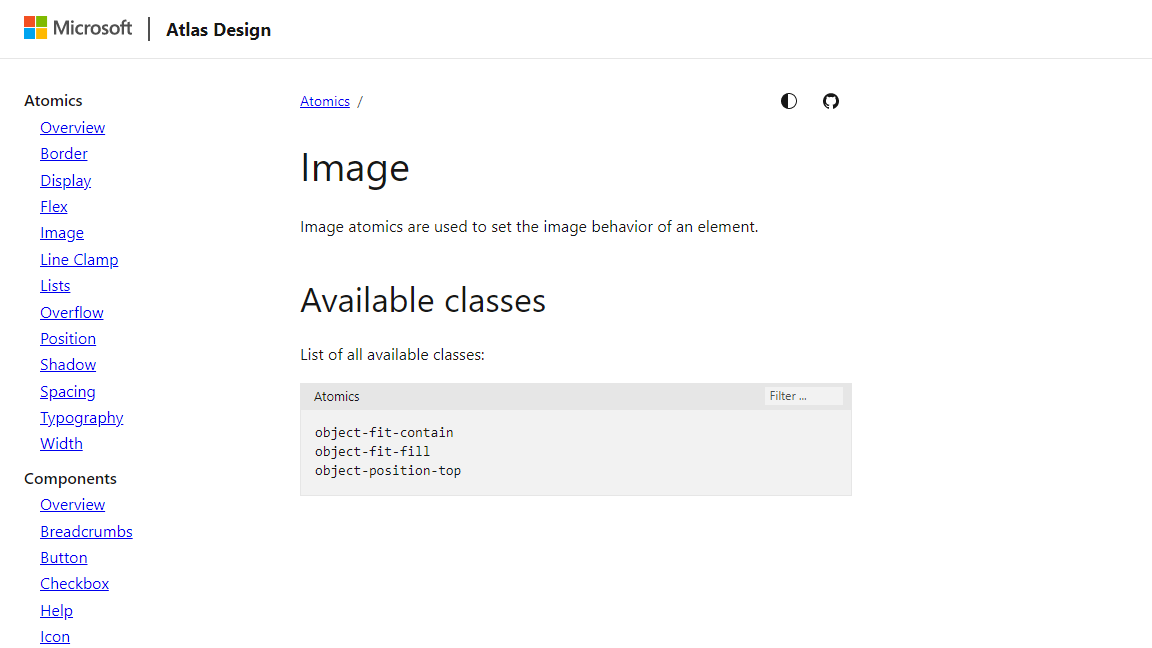 Microsoft | Atlas Design
Atomics
Overview
Border
Display
Flex
Image
Line Clamp
Lists
Overflow
Position
Shadow
Spacing
Typography
Width
Components
Overview
Breadcrumbs
Button
Checkbox
Help
Icon
Atomics /
Image
Image atomics are used to set the image behavior of an element.
Available classes
List of all available classes:
Atomics Filter ...
object-fit-contain
object-fit-fill
object-position-top